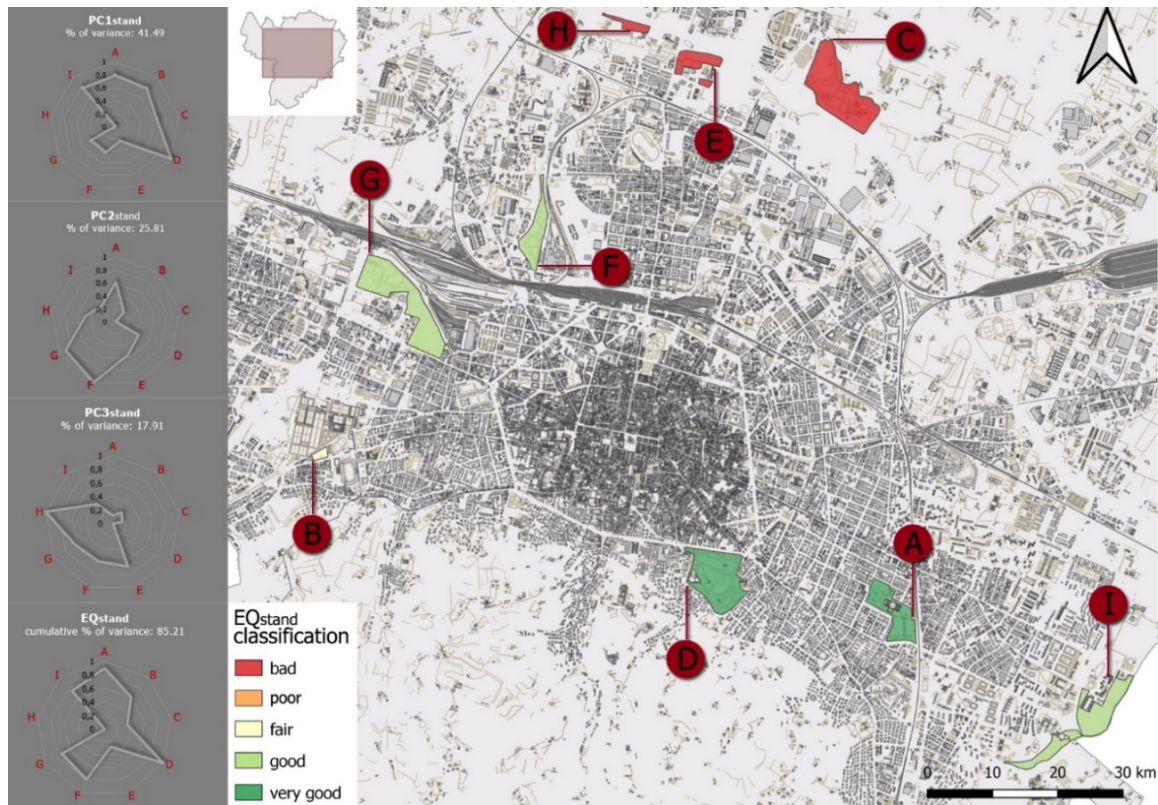 PC1stand
% of variance: 41.49
A
I
B
1
0,8
0,6
0,4
0,2
0
H
C
G
D
F
E
PC2stand
% of variance: 25.81
A
I
B
1
0,8
0,6
0,4
0,2
0
H
C
G
D
F
E
PC3stand
% of variance: 17.91
A
I
B
1
0,8
0,6
0,4
0,2
0
H
C
G
D
F
E
EQstand
cumulative % of variance: 85.21
A
I
B
1
0,8
0,6
0,4
0,2
0
H
C
G
D
F
E
H
C
E
G
F
B
A
D
I
EQstand
classification
bad
poor
fair
good
very good
0 10 20 30 km